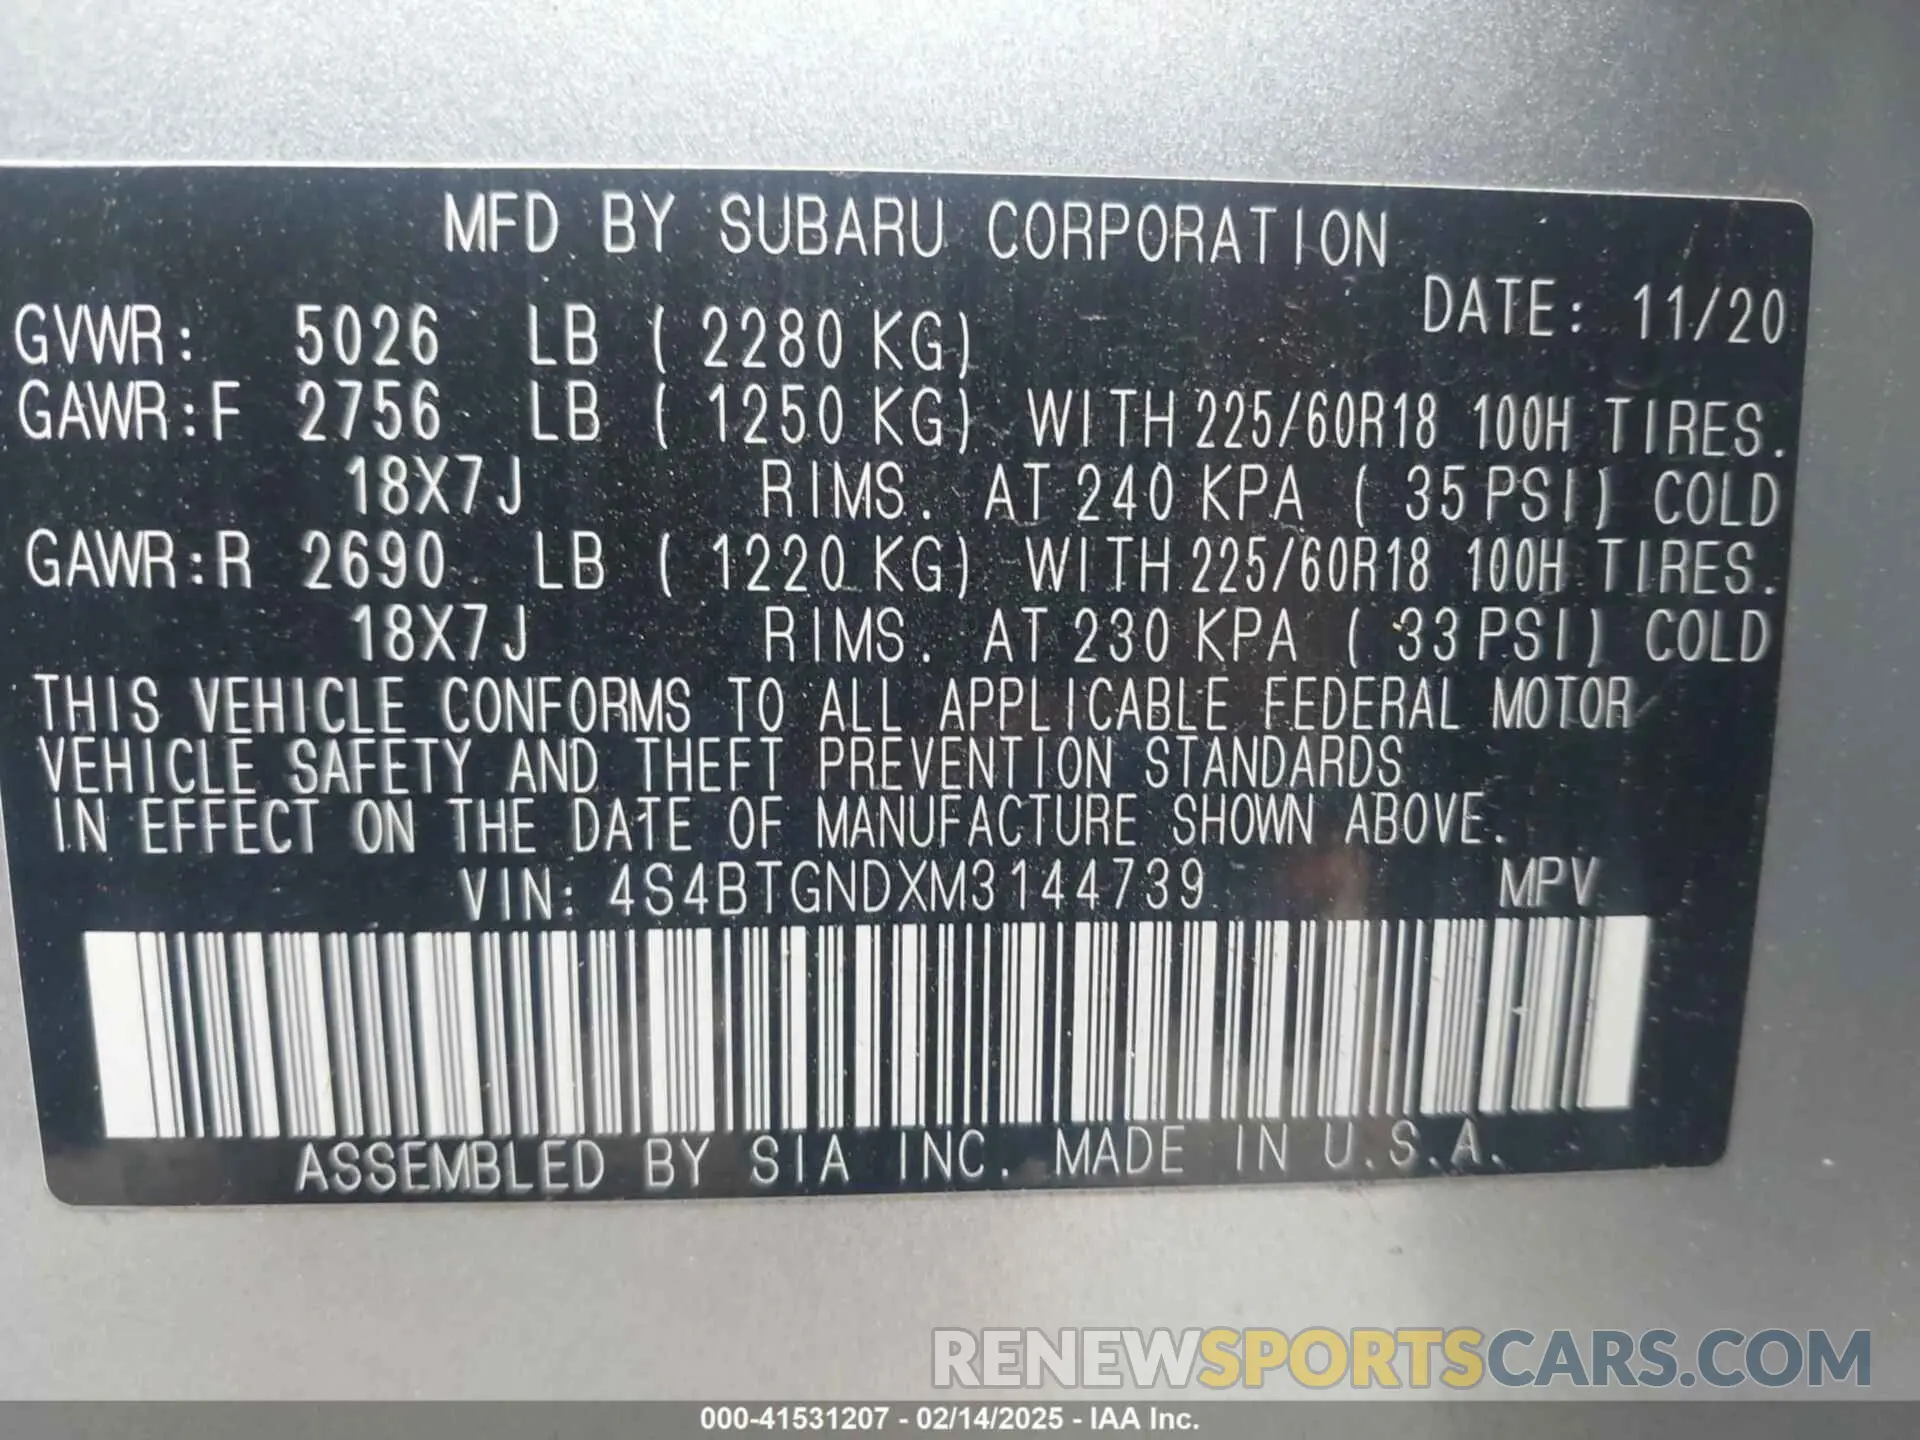 MFD BY SUBARU CORPORATION
DATE: 11/20
GVWR: 5026 LB ( 2280 KG)
GAWR:F 2756 LB ( 1250 KG) WITH 225/60R18 100H TIRES.
18X7J RIMS. AT 240 KPA ( 35 PSI) COLD
GAWR:R 2690 LB ( 1220 KG) WITH 225/60R18 100H TIRES.
18X7J RIMS. AT 230 KPA ( 33 PSI) COLD
THIS VEHICLE CONFORMS TO ALL APPLICABLE FEDERAL MOTOR
VEHICLE SAFETY AND THEFT PREVENTION STANDARDS
IN EFFECT ON THE DATE OF MANUFACTURE SHOWN ABOVE.
VIN: 4S4BTGNDXM3144739 MPV
ASSEMBLED BY SIA INC. MADE IN U.S.A.
RENEWSPORTSCARS.COM
000-41531207 - 02/14/2025 - IAA Inc.